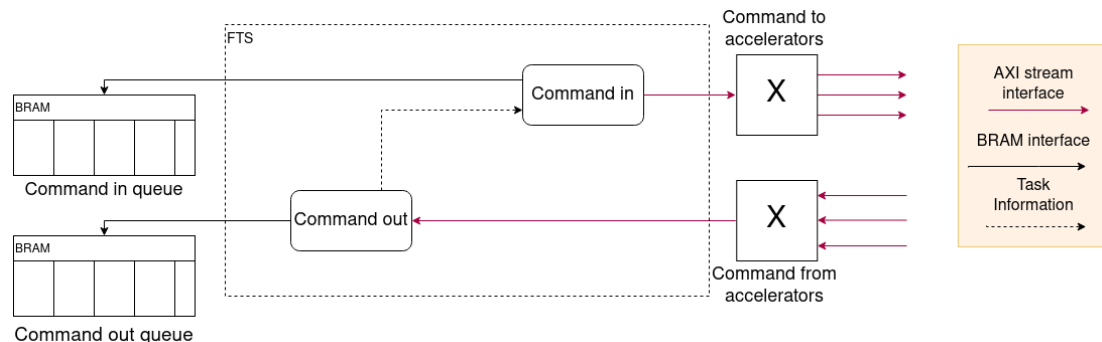 Command to
accelerators
FTS
AXI stream
interface
Command in
X
BRAM
BRAM interface
Command in queue
Task
Information
Command out
X
BRAM
Command from
accelerators
Command out queue